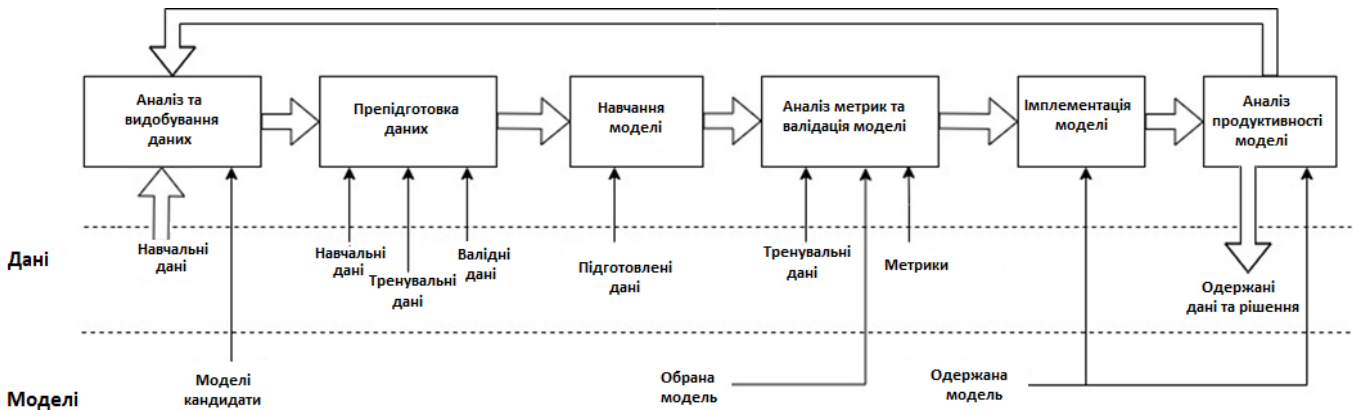 Аналіз та
видобування
даних
Препідготовка
даних
Навчання
моделі
Аналіз метрик та
валідація моделі
Імплементація
моделі
Аналіз
продуктивності
моделі
Дані
Навчальні
дані
Навчальні
дані
Тренувальні
дані
Валідні
дані
Підготовлені
дані
Тренувальні
дані
Метрики
Одержані
дані та рішення
Моделі
Моделі
кандидати
Обрана
модель
Одержана
модель